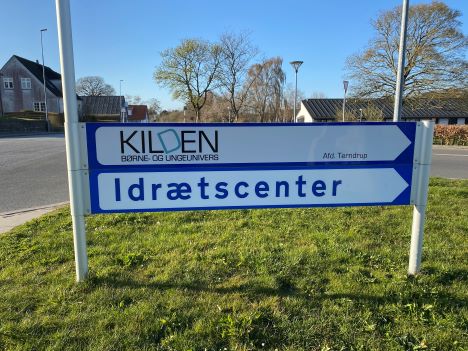 KILDEN
BØRNE- OG UNGEUNIVERS
Afd. Terndrup
Idrætscenter